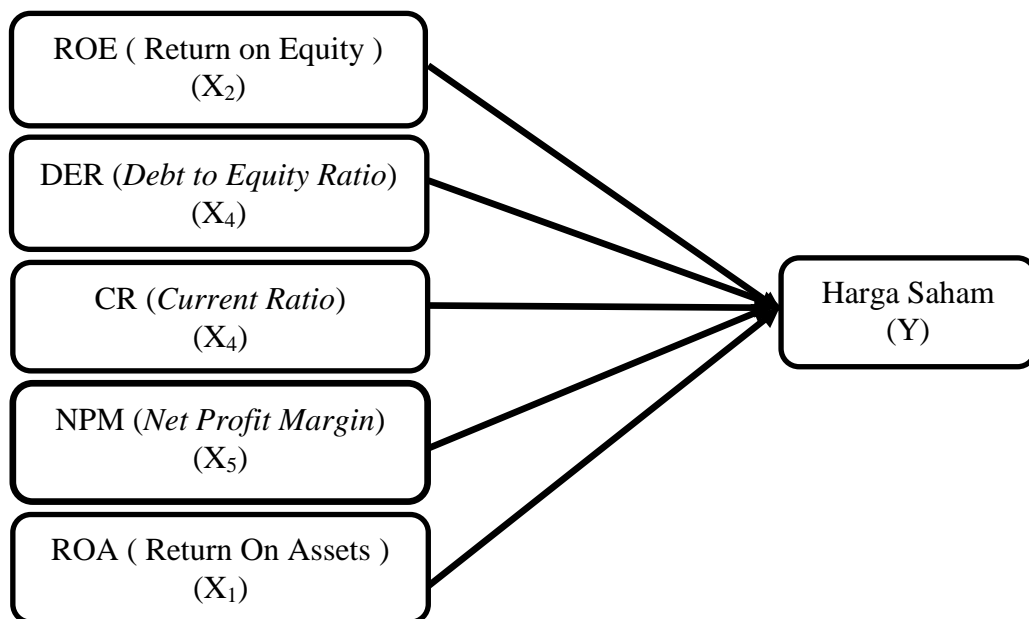 ROE ( Return on Equity )
(X₂)
DER (Debt to Equity Ratio)
(X₄)
CR (Current Ratio)
(X₄)
NPM (Net Profit Margin)
(X₅)
ROA ( Return On Assets )
(X₁)
Harga Saham
(Y)